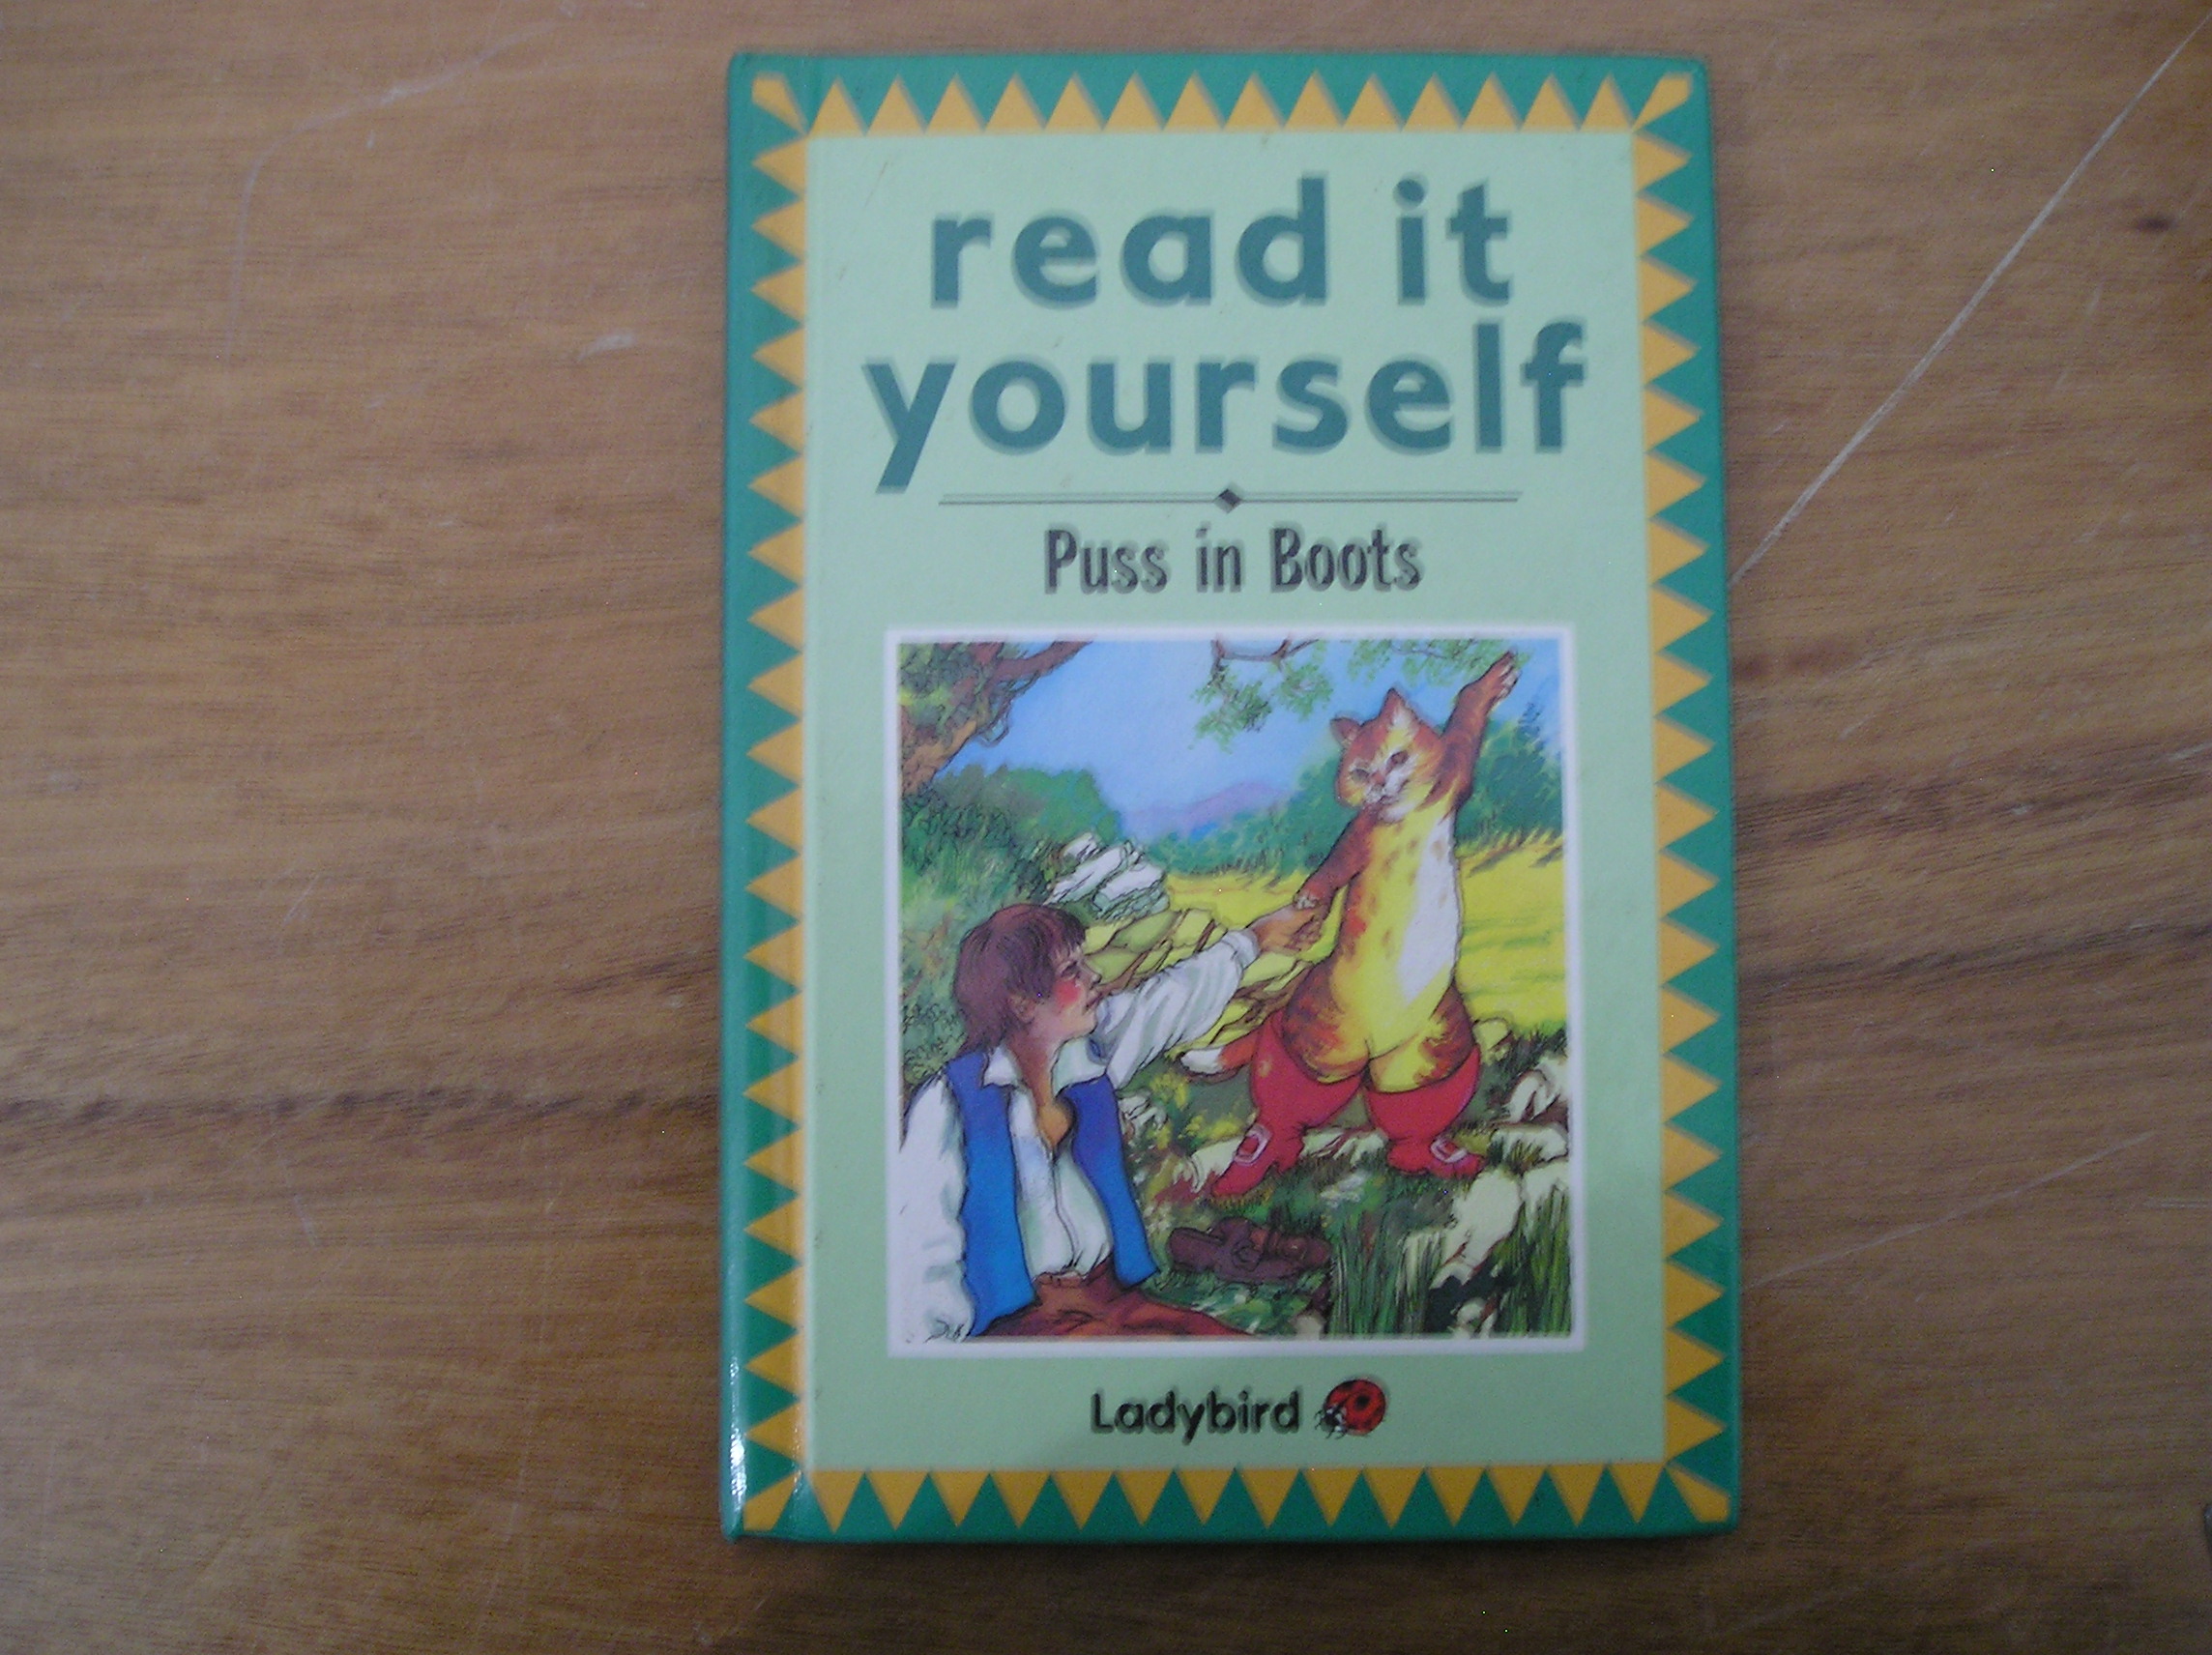 read it
yourself
Puss in Boots
Ladybird